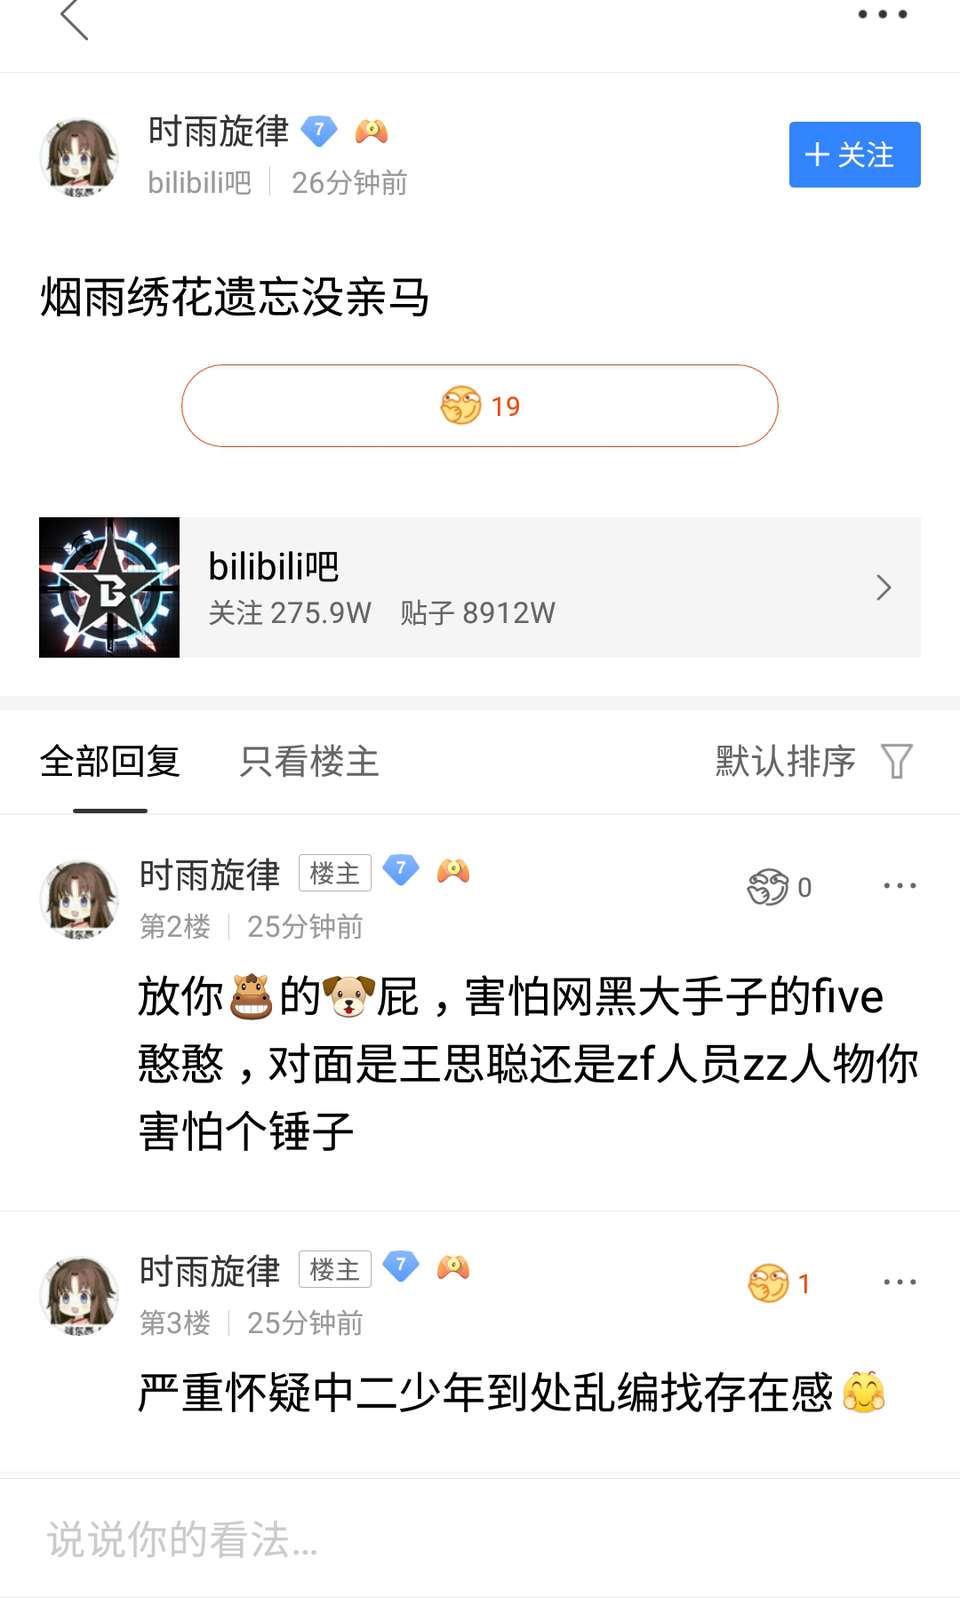 时雨旋律 7
+关注
bilibili吧 26分钟前
烟雨绣花遗忘没亲马
19
bilibili吧
关注 275.9W 贴子 8912W
全部回复 只看楼主 默认排序
时雨旋律 楼主 7
0
第2楼 25分钟前
放你🐴的🐶屁，害怕网黑大手子的five
憨憨，对面是王思聪还是zf人员zz人物你
害怕个锤子
时雨旋律 楼主 7
1
第3楼 25分钟前
严重怀疑中二少年到处乱编找存在感🤗
说说你的看法...